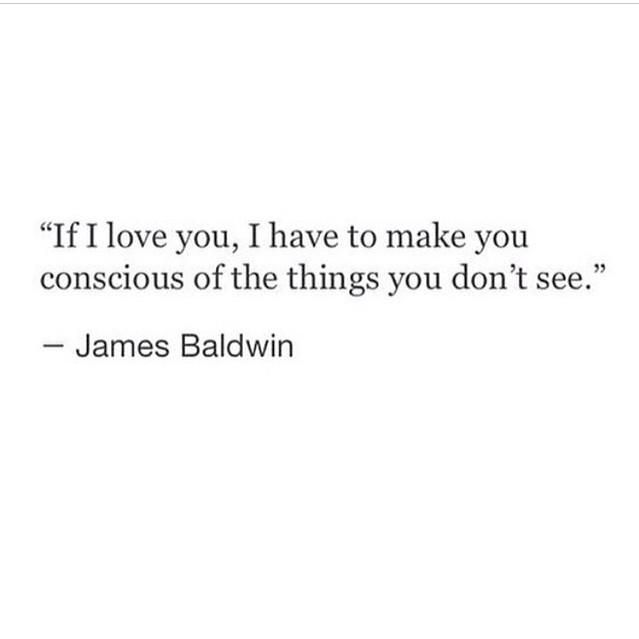 “If I love you, I have to make you
conscious of the things you don’t see.”
— James Baldwin